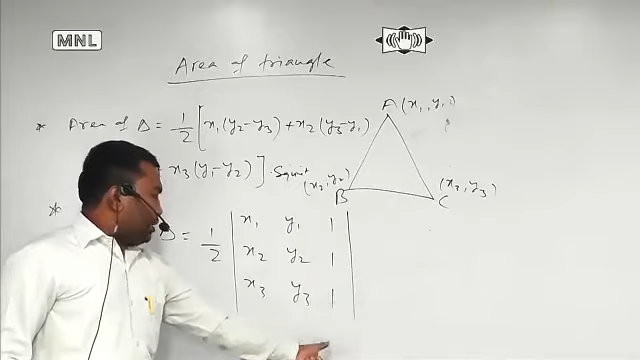 MNL
Area of triangle
* Area of Δ = 1/2 [x₁(y₂-y₃) + x₂(y₃-y₁)
x₃(y₁-y₂)] squnit
A (x₁, y₁)
(x₂, y₂)
B
(x₃, y₃)
C
* Δ = 1/2 | x₁ y₁ 1 |
| x₂ y₂ 1 |
| x₃ y₃ 1 |